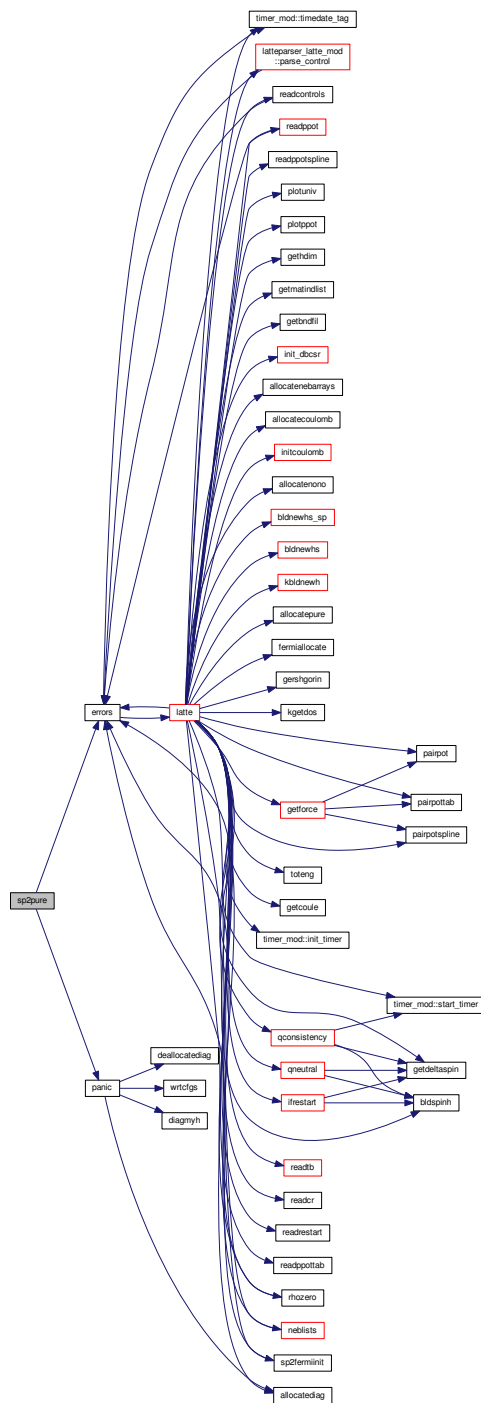 timer_mod::timedate_tag
latteparser_latte_mod
::parse_control
readcontrols
readppot
readppotspline
plotuniv
plotppot
gethdim
getmatindlist
getbndfil
init_dbcsr
allocatenebarrays
allocatecoulomb
initcoulomb
allocatenono
bldnewhs_sp
bldnewhs
kbldnewh
allocatepure
fermiallocate
gershgorin
errors
latte
kgetdos
pairpot
pairpottab
getforce
pairpotspline
toteng
sp2pure
getcoule
timer_mod::init_timer
timer_mod::start_timer
qconsistency
deallocatediag
getdeltaspin
qneutral
panic
wrtcfgs
ifrestart
bldspinh
diagmyh
readtb
readcr
readrestart
readppottab
rhozero
neblists
sp2fermiinit
allocatediag